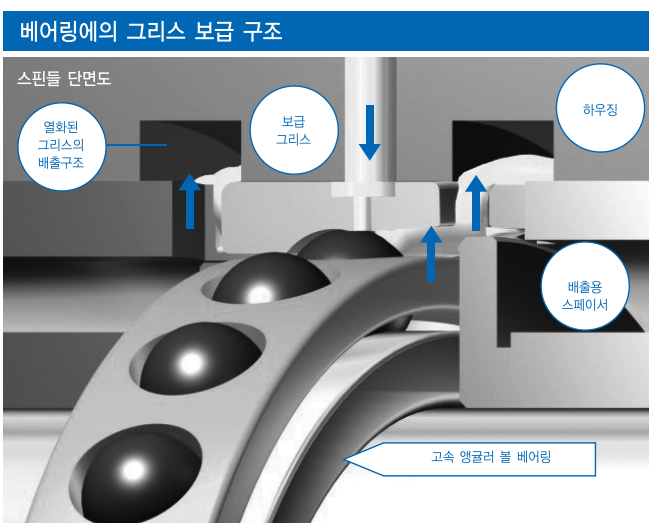 베어링에의 그리스 보급 구조
스핀들 단면도
열화된
그리스의
배출구조
보급
그리스
하우징
배출용
스페이서
고속 앵귤러 볼 베어링